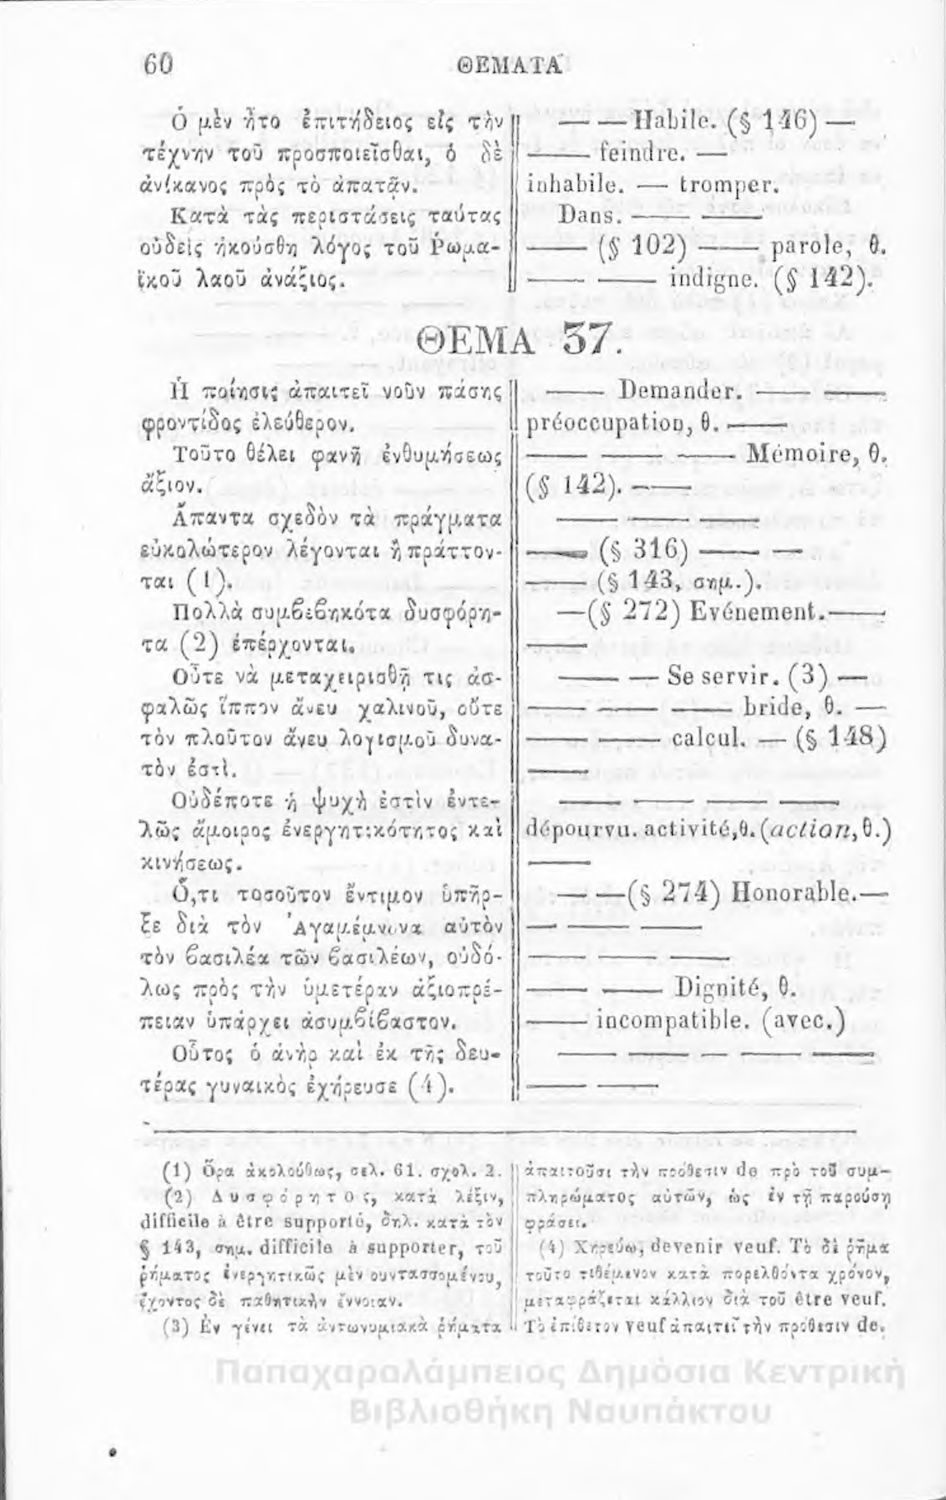 60 ΘΕΜΑΤΑ
Ὁ μὲν ἦτο ἐπιτήδειος εἰς τὴν
τέχνην τοῦ προσποιεῖσθαι, ὁ δὲ
ἀνίκανος πρὸς τὸ ἀπατᾷν.
Κατὰ τὰς περιστάσεις ταύτας
οὐδεὶς ἠκούσθη λόγος τοῦ Ῥωμα-
ϊκοῦ λαοῦ ἀνάξιος.
— — Habile. (§ 146) —
—— feindre. —
inhabile. — tromper.
Dans. —— ——
—— (§ 102) —— parole, θ.
—— —— indigne. (§ 142).
ΘΕΜΑ 37.
Ἡ ποίησις ἀπαιτεῖ νοῦν πάσης
φροντίδος ἐλεύθερον.
Τοῦτο θέλει φανῆ ἐνθυμήσεως
ἄξιον.
Ἅπαντα σχεδὸν τὰ πράγματα
εὐκολώτερον λέγονται ἢ πράττον-
ται (1).
Πολλὰ συμβεβηκότα δυσφόρη-
τα (2) ἐπέρχονται.
Οὔτε νὰ μεταχειρισθῇ τις ἀσ-
φαλῶς ἵππον ἄνευ χαλινοῦ, οὔτε
τὸν πλοῦτον ἄνευ λογισμοῦ δυνα-
τόν ἐστι.
Οὐδέποτε ἡ ψυχὴ ἐστὶν ἐντε-
λῶς ἄμοιρος ἐνεργητικότητος καὶ
κινήσεως.
Ὅ,τι τοσοῦτον ἔντιμον ὑπῆρ-
ξε διὰ τὸν Ἀγαμέμνονα αὐτὸν
τὸν βασιλέα τῶν βασιλέων, οὐδό-
λως πρὸς τὴν ὑμετέραν ἀξιοπρέ-
πειαν ὑπάρχει ἀσυμβίβαστον.
Οὗτος ὁ ἀνὴρ καὶ ἐκ τῆς δευ-
τέρας γυναικὸς ἐχήρευσε (4).
—— Demander. —— ——
préoccupation, θ. — ——
—— —— —— Mémoire, θ.
(§ 142). ——
—— —— ——
—— (§ 316) —— —
—— (§ 143, σημ.).
—(§ 272) Evénement.——
——
—— — Se servir. (3) —
—— —— —— bride, θ. —
—— —— calcul. — (§ 148)
——
—— — — —— ——
dépourvu. activité,θ.(action,θ.)
——
—— —(§ 274) Honorable.—
— —— ——
—— —— ——
—— —— Dignité, θ.
—— incompatible. (avec.)
—— — — —— ——
—— ——
(1) Ὅρα ἀκολούθως, σελ. 61. σχολ. 2.
(2) Δυσφόρητος, κατὰ λέξιν,
difficile à être supporté, δηλ. κατὰ τὸν
§ 143, σημ. difficile à supporter, τοῦ
ῥήματος ἐνεργητικῶς μὲν συντασσομένου,
ἔχοντος δὲ παθητικὴν ἔννοιαν.
(3) Ἐν γένει τὰ ἀντωνυμιακὰ ῥήματα
ἀπαιτοῦσι τὴν πρόθεσιν de πρὸ τοῦ συμ-
πληρώματος αὐτῶν, ὡς ἐν τῇ παρούσῃ
φράσει.
(4) Χηρεύω, devenir veuf. Τὸ δὲ ῥῆμα
τοῦτο τιθέμενον κατὰ παρελθόντα χρόνον,
μεταφράζεται κάλλιον διὰ τοῦ être veuf.
Τὸ ἐπίθετον veuf ἀπαιτεῖ τὴν πρόθεσιν de.
Παπαχαραλάμπειος Δημόσια Κεντρική
Βιβλιοθήκη Ναυπάκτου